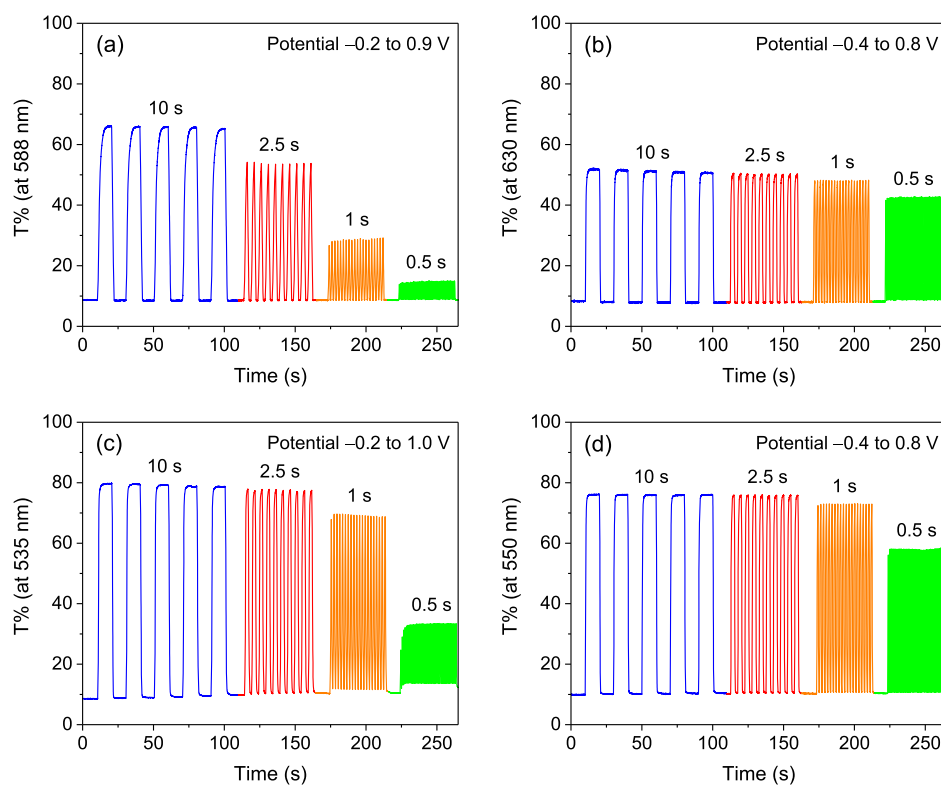 (a)
Potential –0.2 to 0.9 V
10 s
2.5 s
1 s
0.5 s
100
80
60
40
20
0
T% (at 588 nm)
0 50 100 150 200 250
Time (s)
(b)
Potential –0.4 to 0.8 V
10 s
2.5 s
1 s
0.5 s
100
80
60
40
20
0
T% (at 630 nm)
0 50 100 150 200 250
Time (s)
(c)
Potential –0.2 to 1.0 V
10 s
2.5 s
1 s
0.5 s
100
80
60
40
20
0
T% (at 535 nm)
0 50 100 150 200 250
Time (s)
(d)
Potential –0.4 to 0.8 V
10 s
2.5 s
1 s
0.5 s
100
80
60
40
20
0
T% (at 550 nm)
0 50 100 150 200 250
Time (s)